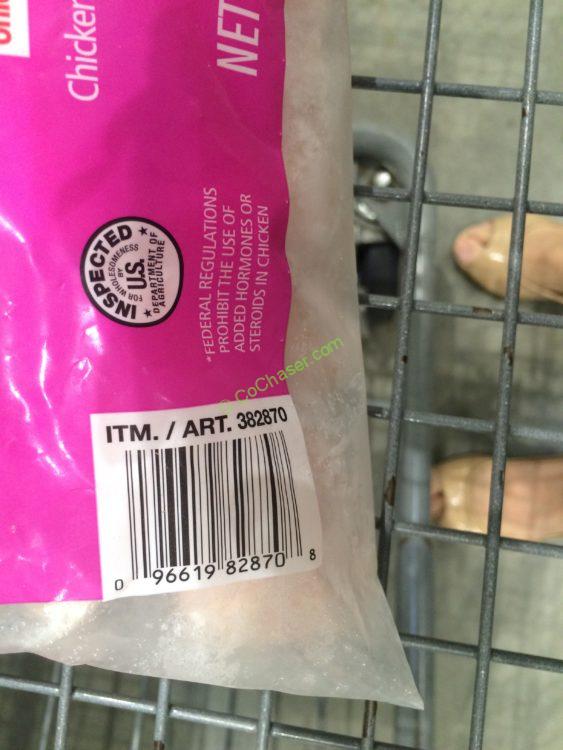 Chicken
NET
INSPECTED
FOR WHOLESOMENESS
BY
U.S.
DEPARTMENT OF
AGRICULTURE
*FEDERAL REGULATIONS
PROHIBIT THE USE OF
ADDED HORMONES OR
STEROIDS IN CHICKEN
CoChaser.com
ITM. / ART. 382870
0 96619 82870 8